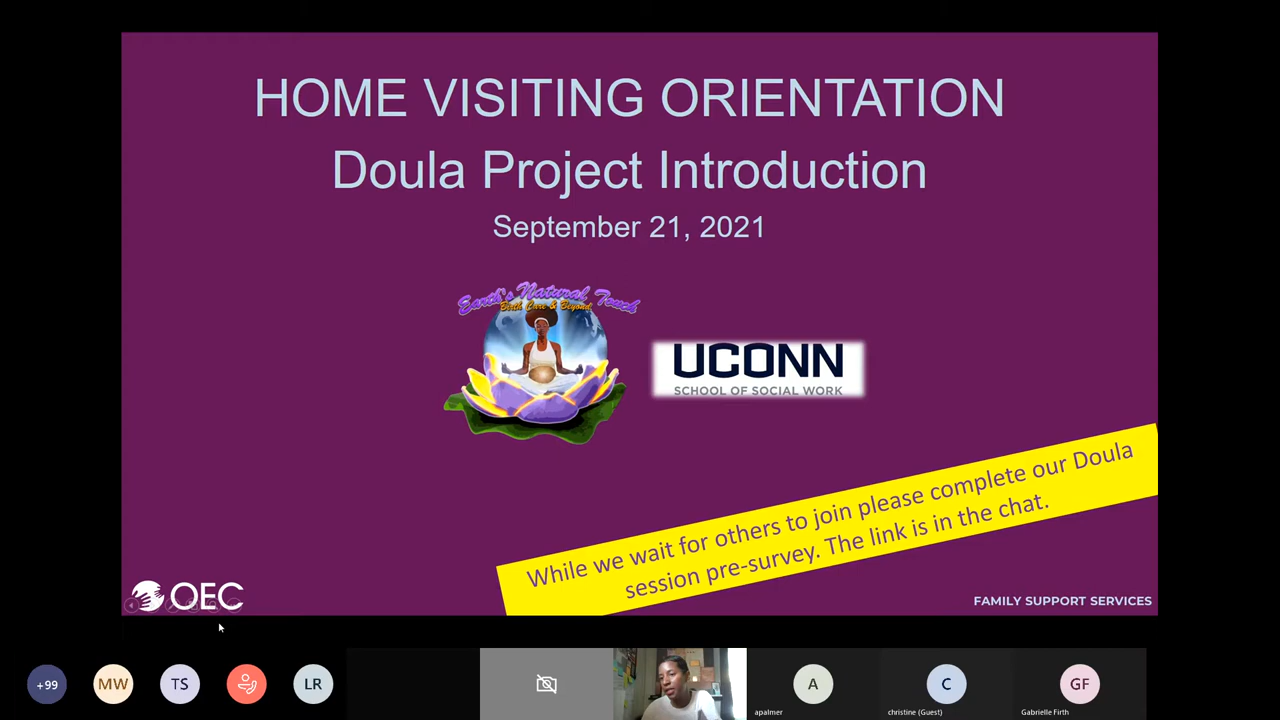 HOME VISITING ORIENTATION
Doula Project Introduction
September 21, 2021
Earth's Natural Touch
Birth Care & Beyond
UCONN
SCHOOL OF SOCIAL WORK
While we wait for others to join please complete our Doula
session pre-survey. The link is in the chat.
OEC
FAMILY SUPPORT SERVICES
+99
MW
TS
LR
A
C
GF
apalmer
christine (Guest)
Gabrielle Firth